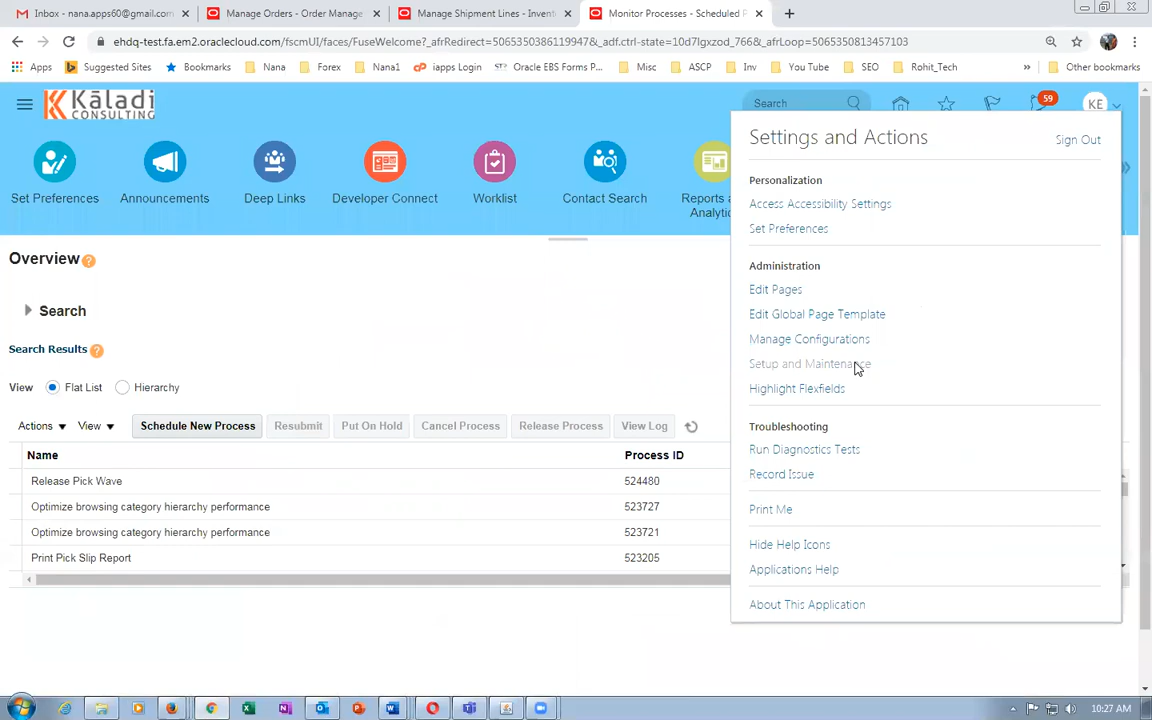 Inbox - nana.apps60@gmail.com
Manage Orders - Order Manage
Manage Shipment Lines - Invent
Monitor Processes - Scheduled P
ehdq-test.fa.em2.oraclecloud.com/fscmUI/faces/FuseWelcome?_afrRedirect=5065350386119947&_adf.ctrl-state=10d7lgxzod_766&_afrLoop=5065350813457103
Apps
Suggested Sites
Bookmarks
Nana
Forex
Nana1
iapps Login
Oracle EBS Forms P...
Misc
ASCP
Inv
You Tube
SEO
Rohit_Tech
»
Other bookmarks
Kāladi
CONSULTING
Search
59
KE
Set Preferences
Announcements
Deep Links
Developer Connect
Worklist
Contact Search
Reports a
Analytic
Settings and Actions
Sign Out
Personalization
Access Accessibility Settings
Set Preferences
Administration
Edit Pages
Edit Global Page Template
Manage Configurations
Setup and Maintenance
Highlight Flexfields
Troubleshooting
Run Diagnostics Tests
Record Issue
Print Me
Hide Help Icons
Applications Help
About This Application
Overview
Search
Search Results
View Flat List Hierarchy
Actions View Schedule New Process Resubmit Put On Hold Cancel Process Release Process View Log
Name Process ID
Release Pick Wave 524480
Optimize browsing category hierarchy performance 523727
Optimize browsing category hierarchy performance 523721
Print Pick Slip Report 523205
10:27 AM